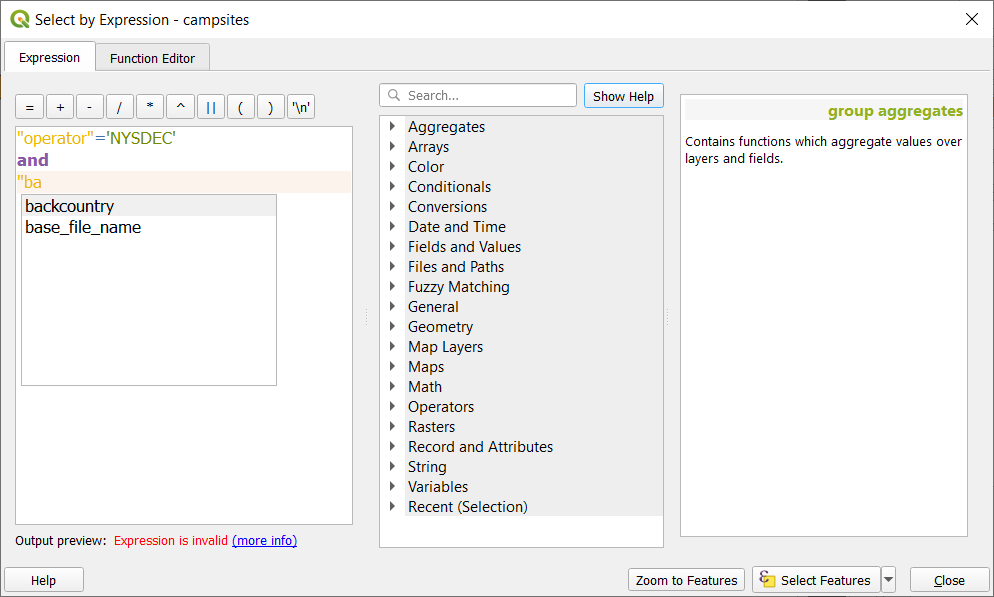 Select by Expression - campsites
Expression
Function Editor
= + - / * ^ || ( ) '\n'
"operator"='NYSDEC'
and
"ba
backcountry
base_file_name
Output preview: Expression is invalid (more info)
Search...
Show Help
Aggregates
Arrays
Color
Conditionals
Conversions
Date and Time
Fields and Values
Files and Paths
Fuzzy Matching
General
Geometry
Map Layers
Maps
Math
Operators
Rasters
Record and Attributes
String
Variables
Recent (Selection)
group aggregates
Contains functions which aggregate values over
layers and fields.
Help
Zoom to Features
Select Features
Close